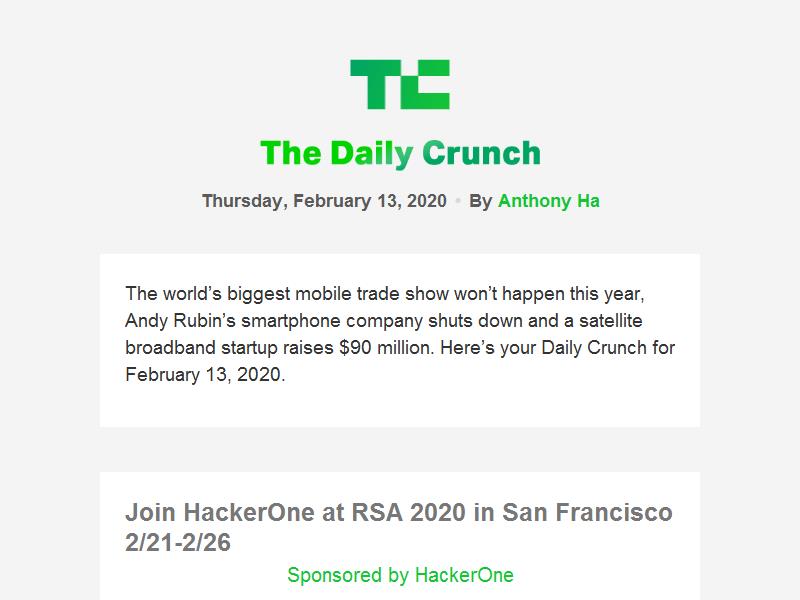 TC
The Daily Crunch
Thursday, February 13, 2020 • By Anthony Ha
The world’s biggest mobile trade show won’t happen this year,
Andy Rubin’s smartphone company shuts down and a satellite
broadband startup raises $90 million. Here’s your Daily Crunch for
February 13, 2020.
Join HackerOne at RSA 2020 in San Francisco
2/21-2/26
Sponsored by HackerOne